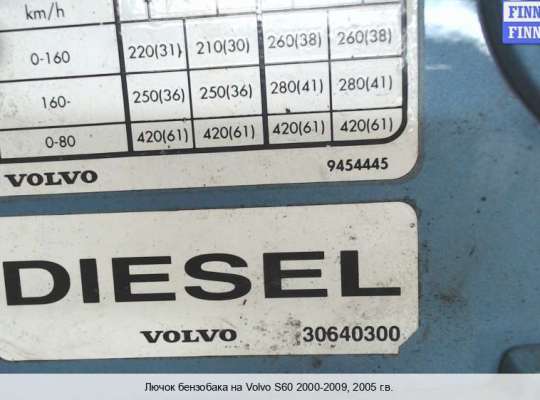 FINN
FINN
km/h
0-160 220(31) 210(30) 260(38) 260(38)
160- 250(36) 250(36) 280(41) 280(41)
0-80 420(61) 420(61) 420(61) 420(61)
VOLVO 9454445
DIESEL
VOLVO 30640300
Лючок бензобака на Volvo S60 2000-2009, 2005 г.в.